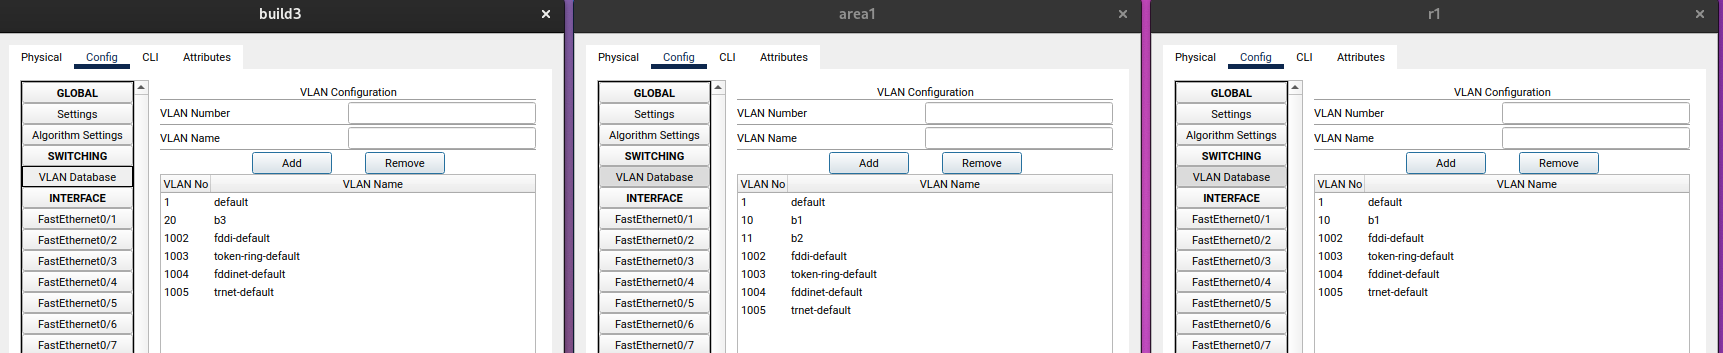 build3 ×
Physical Config CLI Attributes
GLOBAL
Settings
Algorithm Settings
SWITCHING
VLAN Database
INTERFACE
FastEthernet0/1
FastEthernet0/2
FastEthernet0/3
FastEthernet0/4
FastEthernet0/5
FastEthernet0/6
FastEthernet0/7
VLAN Configuration
VLAN Number
VLAN Name
Add Remove
VLAN No VLAN Name
1 default
20 b3
1002 fddi-default
1003 token-ring-default
1004 fddinet-default
1005 trnet-default
area1 ×
Physical Config CLI Attributes
GLOBAL
Settings
Algorithm Settings
SWITCHING
VLAN Database
INTERFACE
FastEthernet0/1
FastEthernet0/2
FastEthernet0/3
FastEthernet0/4
FastEthernet0/5
FastEthernet0/6
FastEthernet0/7
VLAN Configuration
VLAN Number
VLAN Name
Add Remove
VLAN No VLAN Name
1 default
10 b1
11 b2
1002 fddi-default
1003 token-ring-default
1004 fddinet-default
1005 trnet-default
r1 ×
Physical Config CLI Attributes
GLOBAL
Settings
Algorithm Settings
SWITCHING
VLAN Database
INTERFACE
FastEthernet0/1
FastEthernet0/2
FastEthernet0/3
FastEthernet0/4
FastEthernet0/5
FastEthernet0/6
FastEthernet0/7
VLAN Configuration
VLAN Number
VLAN Name
Add Remove
VLAN No VLAN Name
1 default
10 b1
1002 fddi-default
1003 token-ring-default
1004 fddinet-default
1005 trnet-default